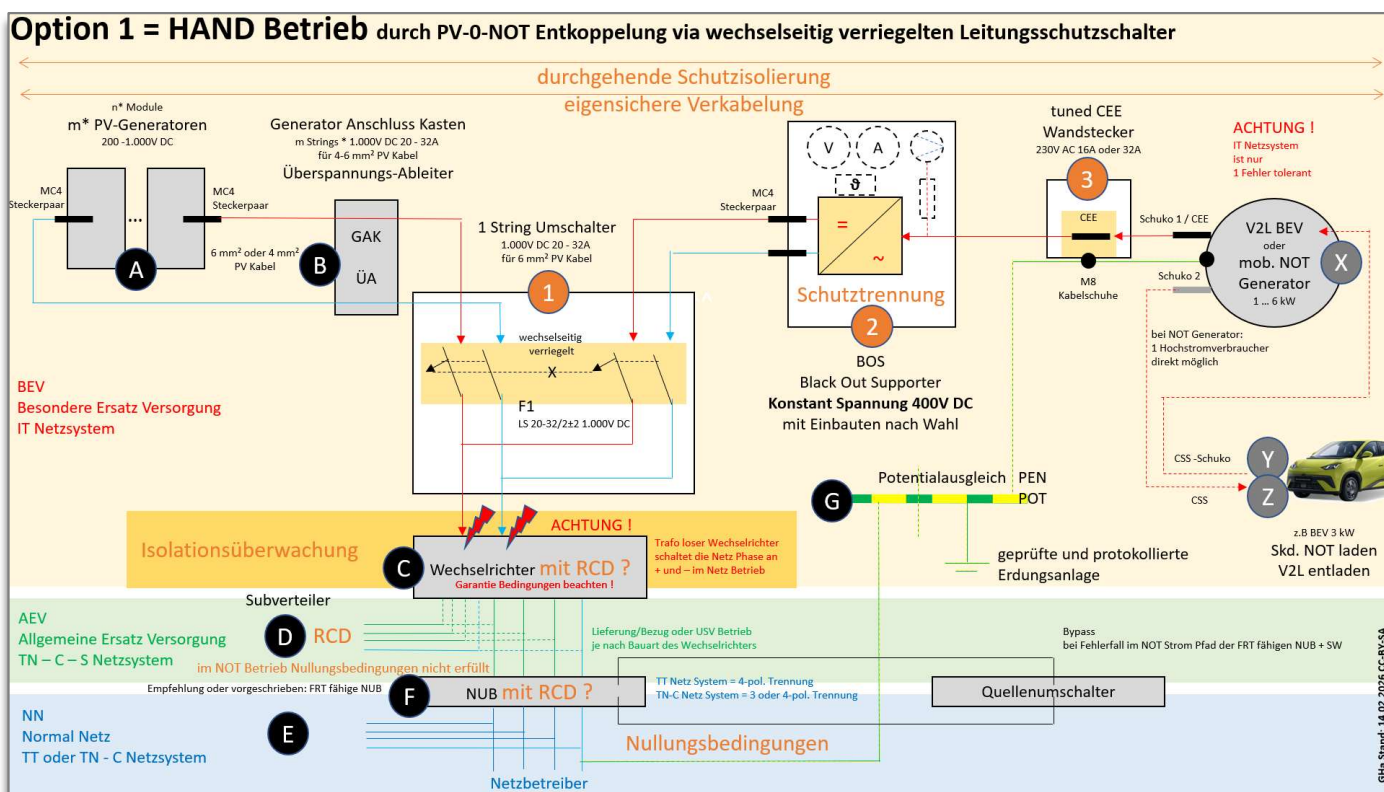 Option 1 = HAND Betrieb durch PV-0-NOT Entkoppelung via wechselseitig verriegelten Leitungsschutzschalter
durchgehende Schutzisolierung
eigensichere Verkabelung
n* Module
m* PV-Generatoren
200 -1.000V DC
MC4
Steckerpaar
...
MC4
Steckerpaar
A
6 mm² oder 4 mm²
PV Kabel
Generator Anschluss Kasten
m Strings * 1.000V DC 20 - 32A
für 4-6 mm² PV Kabel
Überspannungs-Ableiter
GAK
ÜA
B
1 String Umschalter
1.000V DC 20 - 32A
für 6 mm² PV Kabel
1
wechselseitig
verriegelt
X
F1
LS 20-32/2±2 1.000V DC
MC4
Steckerpaar
V
A
ϑ
=
~
Schutztrennung
2
BOS
Black Out Supporter
Konstant Spannung 400V DC
mit Einbauten nach Wahl
tuned CEE
Wandstecker
230V AC 16A oder 32A
3
CEE
M8
Kabelschuhe
ACHTUNG !
IT Netzsystem
ist nur
1 Fehler tolerant
Schuko 1 / CEE
Schuko 2
V2L BEV
oder
mob. NOT
Generator
1 ... 6 kW
X
bei NOT Generator:
1 Hochstromverbraucher
direkt möglich
CSS -Schuko
Y
CSS
Z
z.B BEV 3 kW
Skd. NOT laden
V2L entladen
BEV
Besondere Ersatz Versorgung
IT Netzsystem
Potentialausgleich PEN
POT
G
geprüfte und protokollierte
Erdungsanlage
Isolationsüberwachung
ACHTUNG !
C
Wechselrichter mit RCD ?
Garantie Bedingungen beachten !
Trafo loser Wechselrichter
schaltet die Netz Phase an
+ und – im Netz Betrieb
AEV
Allgemeine Ersatz Versorgung
TN – C – S Netzsystem
Subverteiler
D
RCD
im NOT Betrieb Nullungsbedingungen nicht erfüllt
Lieferung/Bezug oder USV Betrieb
je nach Bauart des Wechselrichters
Bypass
bei Fehlerfall im NOT Strom Pfad der FRT fähigen NUB + SW
Empfehlung oder vorgeschrieben: FRT fähige NUB
F
NUB mit RCD ?
TT Netz System = 4-pol. Trennung
TN-C Netz System = 3 oder 4-pol. Trennung
Quellenumschalter
NN
Normal Netz
TT oder TN - C Netzsystem
E
Nullungsbedingungen
Netzbetreiber
GHa Stand: 14.02.2026 CC-BY-SA